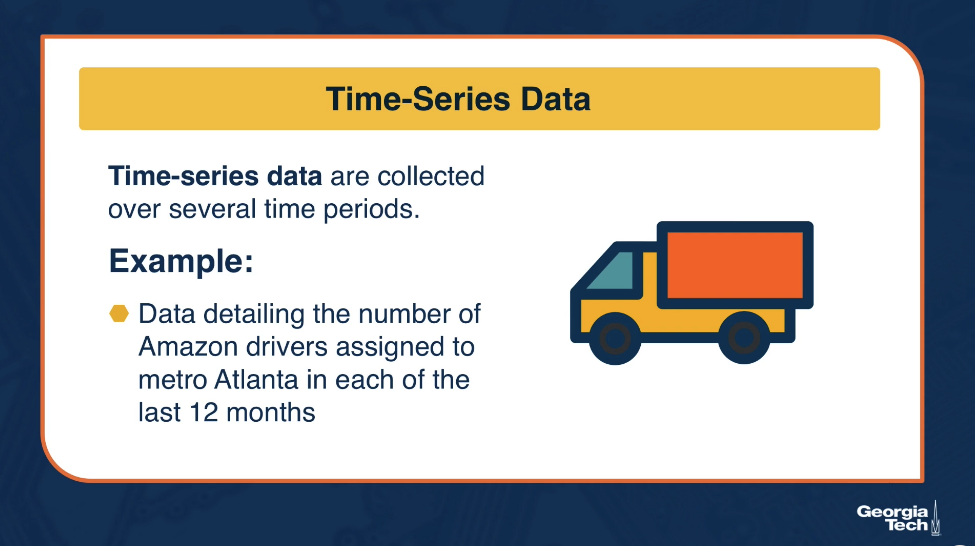 Time-Series Data
Time-series data are collected
over several time periods.
Example:
Data detailing the number of
Amazon drivers assigned to
metro Atlanta in each of the
last 12 months
Georgia
Tech